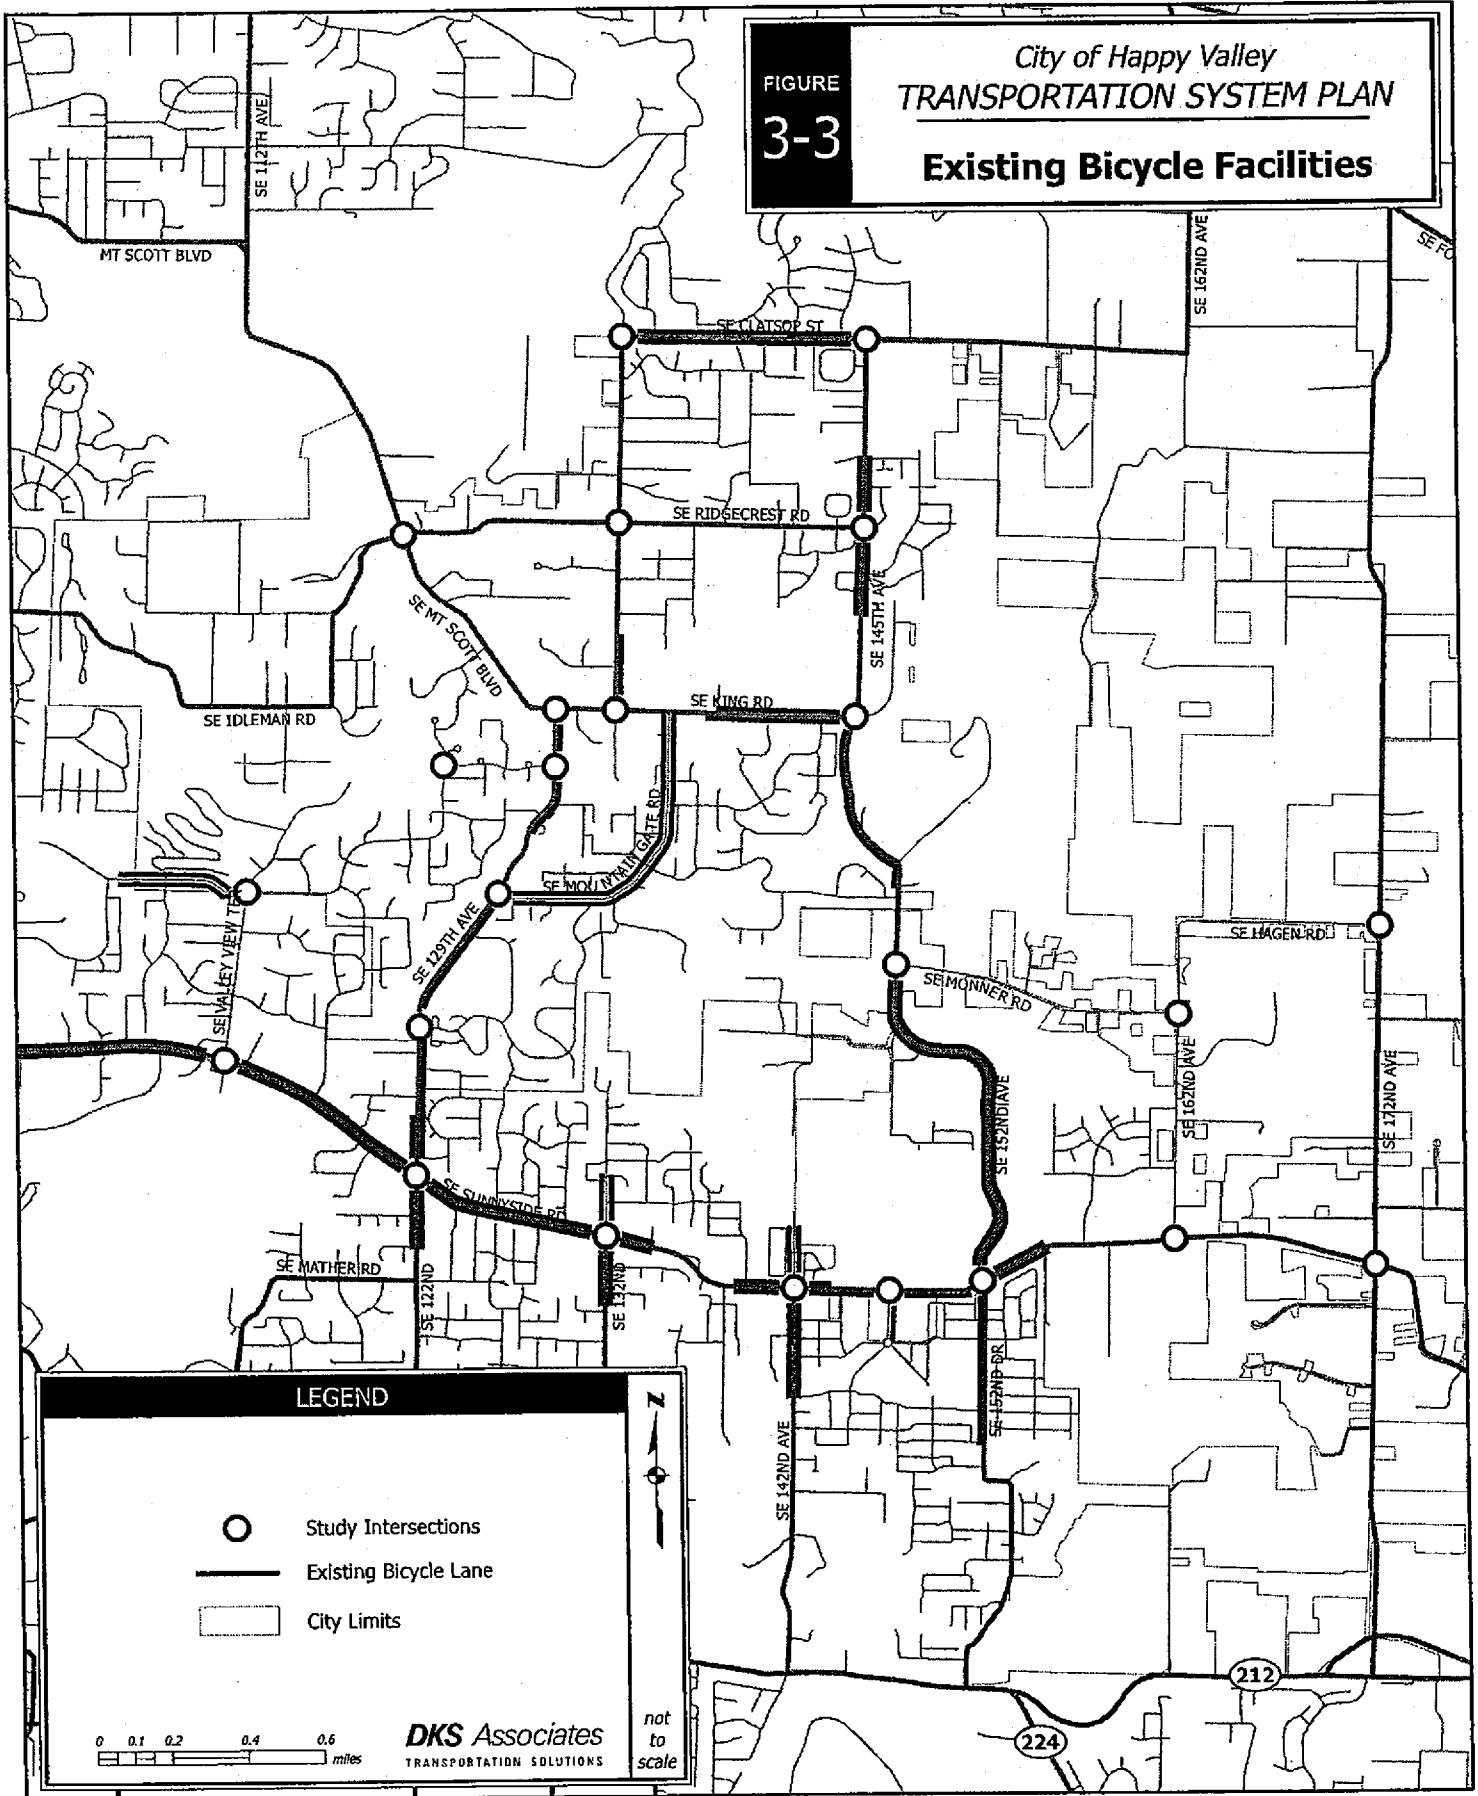 FIGURE
3-3
City of Happy Valley
TRANSPORTATION SYSTEM PLAN
Existing Bicycle Facilities
SE 112TH AVE
MT SCOTT BLVD
SE 162ND AVE
SE FO
SE CLATSOP ST
SE RIDGECREST RD
SE MT SCOTT BLVD
SE 145TH AVE
SE KING RD
SE IDLEMAN RD
SE MOUNTAIN GATE RD
SE 129TH AVE
SE VALLEY VIEW TE
SE HAGEN RD
SE MONNER RD
SE 162ND AVE
SE 152ND AVE
SE 172ND AVE
SE SUNNYSIDE RD
SE MATHER RD
SE 122ND
SE 132ND
SE 152ND DR
SE 142ND AVE
LEGEND
N
Study Intersections
Existing Bicycle Lane
City Limits
0 0.1 0.2 0.4 0.6
miles
DKS Associates
TRANSPORTATION SOLUTIONS
not
to
scale
212
224